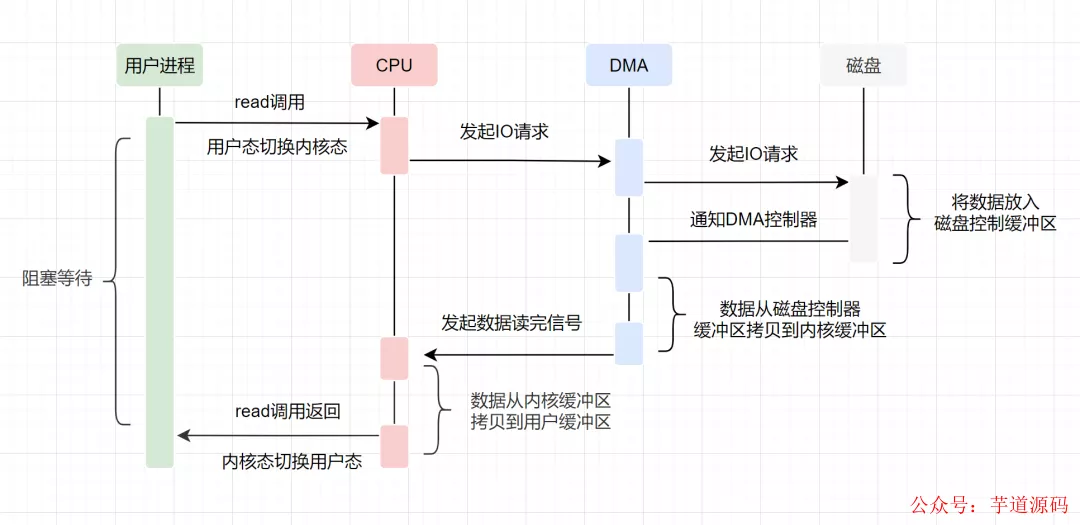 用户进程
CPU
DMA
磁盘
read调用
用户态切换内核态
发起IO请求
发起IO请求
将数据放入
磁盘控制缓冲区
通知DMA控制器
阻塞等待
数据从磁盘控制器
缓冲区拷贝到内核缓冲区
发起数据读完信号
数据从内核缓冲区
拷贝到用户缓冲区
read调用返回
内核态切换用户态
公众号：芋道源码